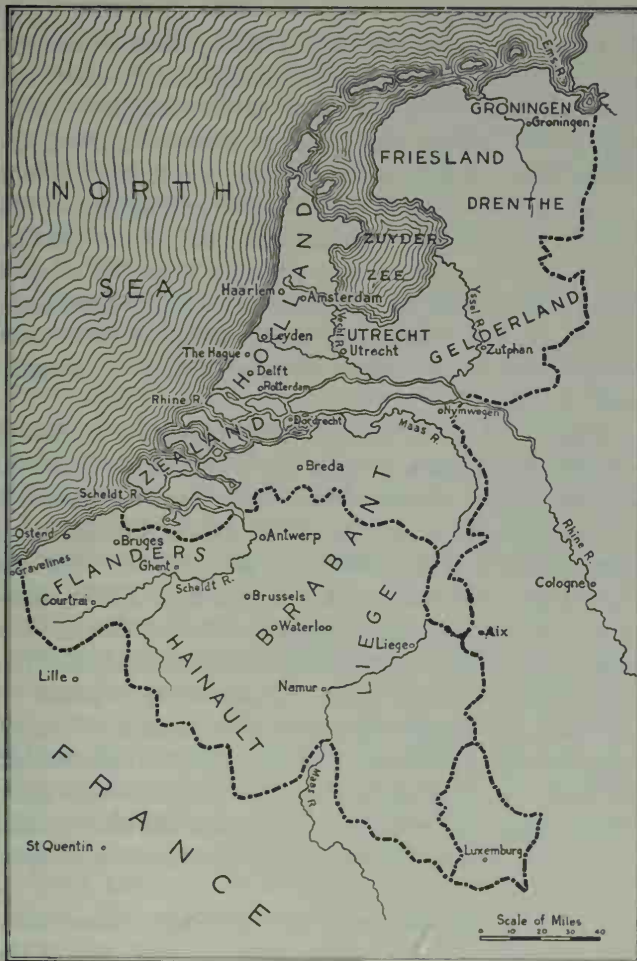 Ems R.
GRONINGEN
Groningen
FRIESLAND
DRENTHE
NORTH
SEA
HOLLAND
ZUYDER
ZEE
Haarlem
Amsterdam
Yssel R.
Yssel R.
GELDERLAND
Leyden
UTRECHT
Utrecht
Zutphan
The Hague
Delft
Rotterdam
Rhine R.
Dordrecht
Nymwegen
ZEALAND
Maas R.
Breda
Scheldt R.
Rhine R.
Ostend
Bruges
Antwerp
FLANDERS
BRABANT
Gravelines
Ghent
Scheldt R.
Cologne
Courtrai
Brussels
Waterloo
LIEGE
Aix
Liege
HAINAULT
Lille
Namur
FRANCE
Maas R.
St Quentin
Luxemburg
Scale of Miles
0 10 20 30 40